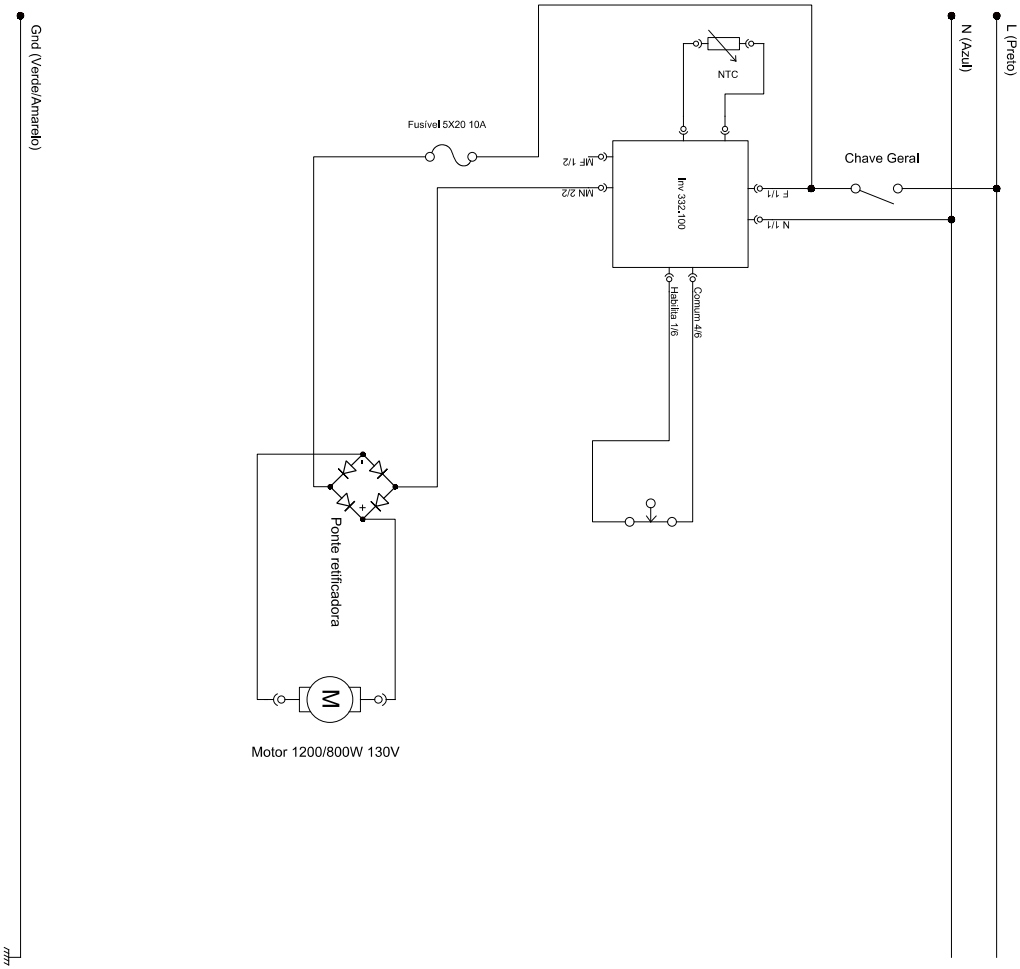 Gnd (Verde/Amarelo)
N (Azul)
L (Preto)
NTC
Fusível 5X20 10A
Chave Geral
MF 1/2
MN 2/2
Inv 332.100
F 1/1
N 1/1
Habilita 1/6
Comum 4/6
-
+
Ponte retificadora
M
Motor 1200/800W 130V